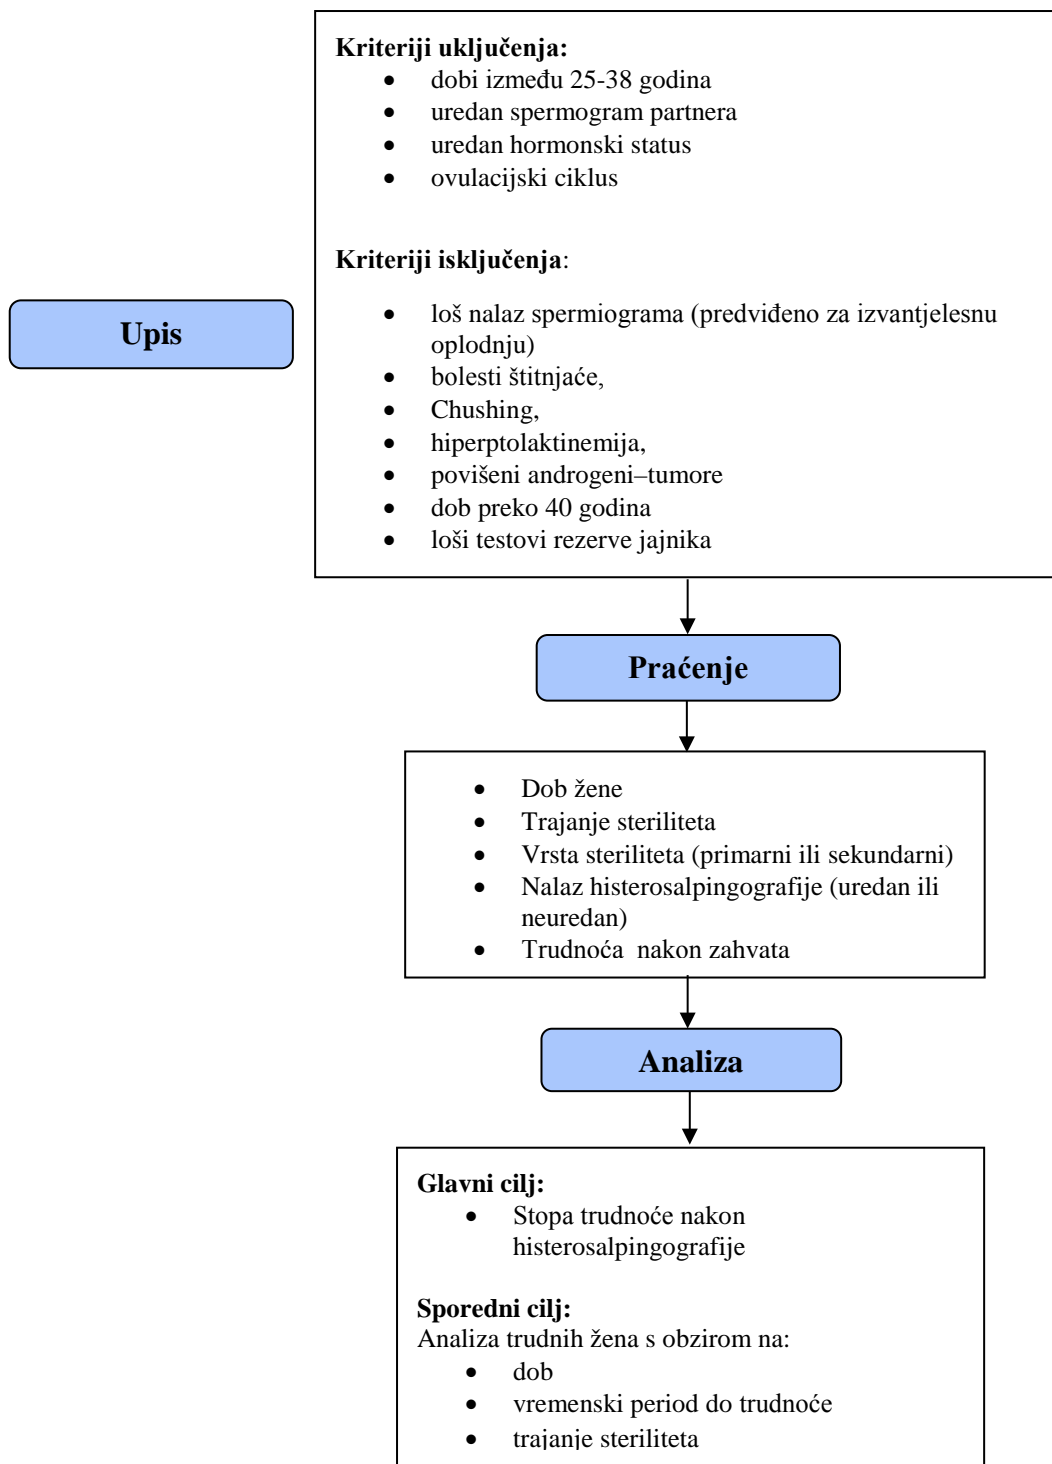 Kriteriji uključenja:
• dobi između 25-38 godina
• uredan spermogram partnera
• uredan hormonski status
• ovulacijski ciklus
Kriteriji isključenja:
Upis
• loš nalaz spermiograma (predviđeno za izvantjelesnu
oplodnju)
• bolesti štitnjaće,
• Chushing,
• hiperptolaktinemija,
• povišeni androgeni–tumore
• dob preko 40 godina
• loši testovi rezerve jajnika
Praćenje
• Dob žene
• Trajanje steriliteta
• Vrsta steriliteta (primarni ili sekundarni)
• Nalaz histerosalpingografije (uredan ili
neuredan)
• Trudnoća  nakon zahvata
Analiza
Glavni cilj:
• Stopa trudnoće nakon
histerosalpingografije
Sporedni cilj:
Analiza trudnih žena s obzirom na:
• dob
• vremenski period do trudnoće
• trajanje steriliteta